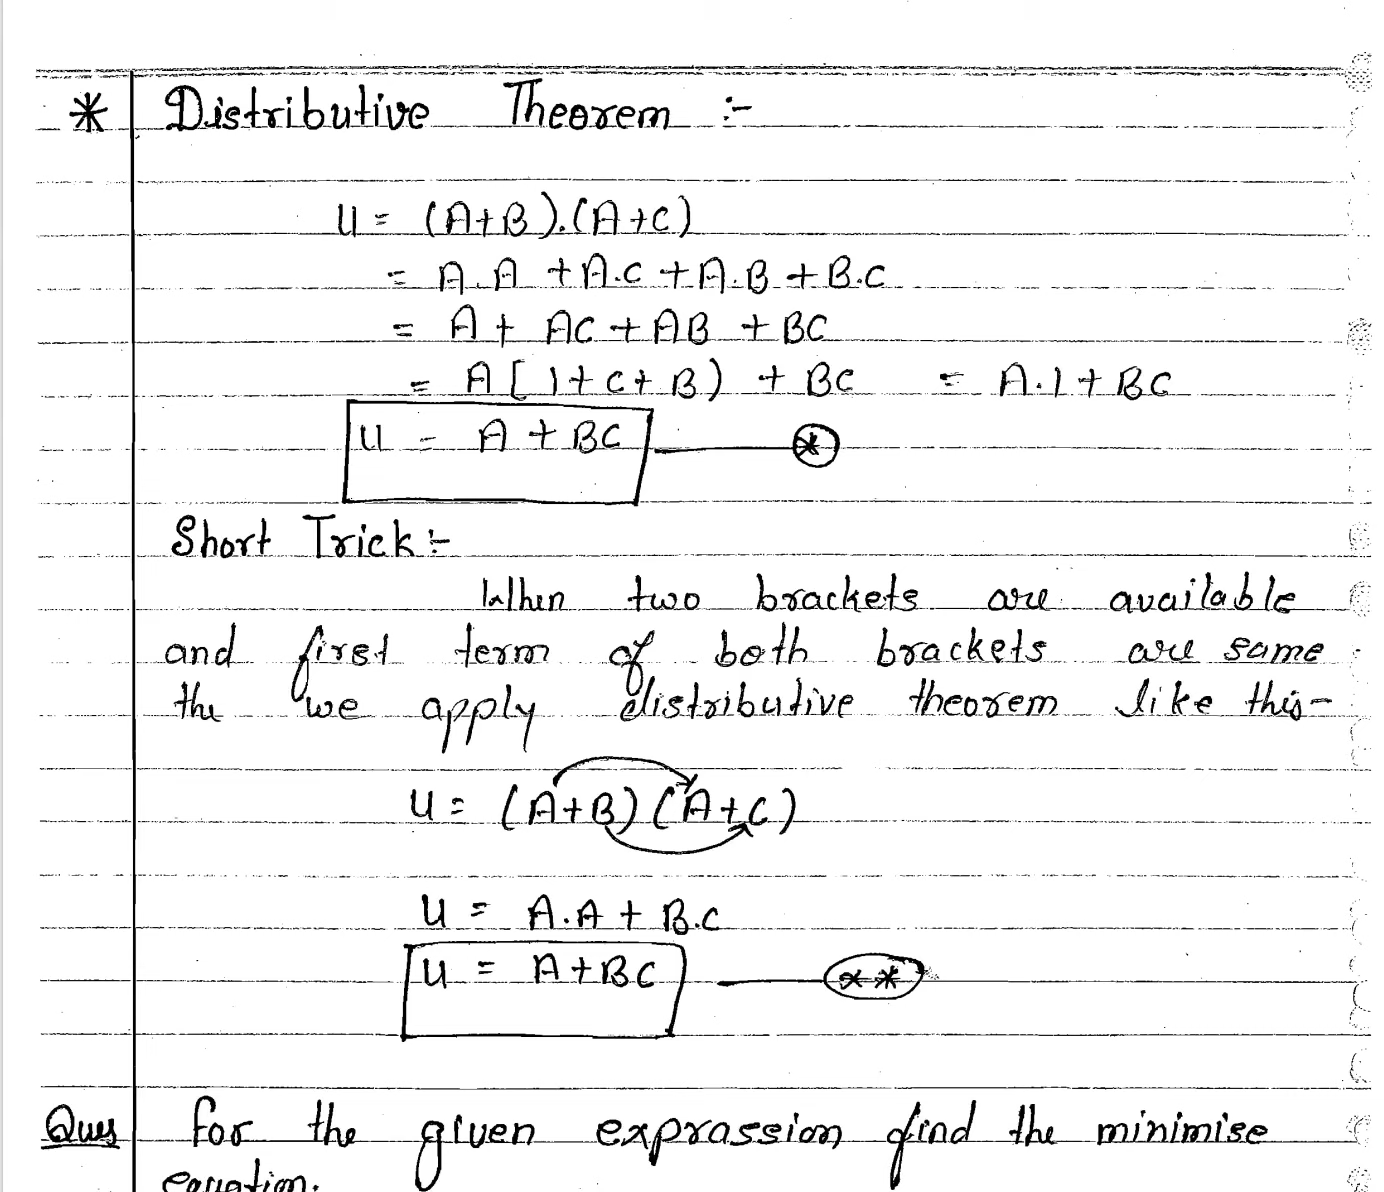 * Distributive Theorem :-
U = (A+B).(A+C)
= A.A + A.C + A.B + B.C
= A + AC + AB + BC
= A [1+C+B) + BC = A.1 + BC
U = A + BC *
Short Trick :-
When two brackets are available
and first term of both brackets are same
the we apply distributive theorem like this-
U = (A+B) (A+C)
U = A.A + B.C
U = A+BC **
Ques for the given exprassion find the minimise
equation.